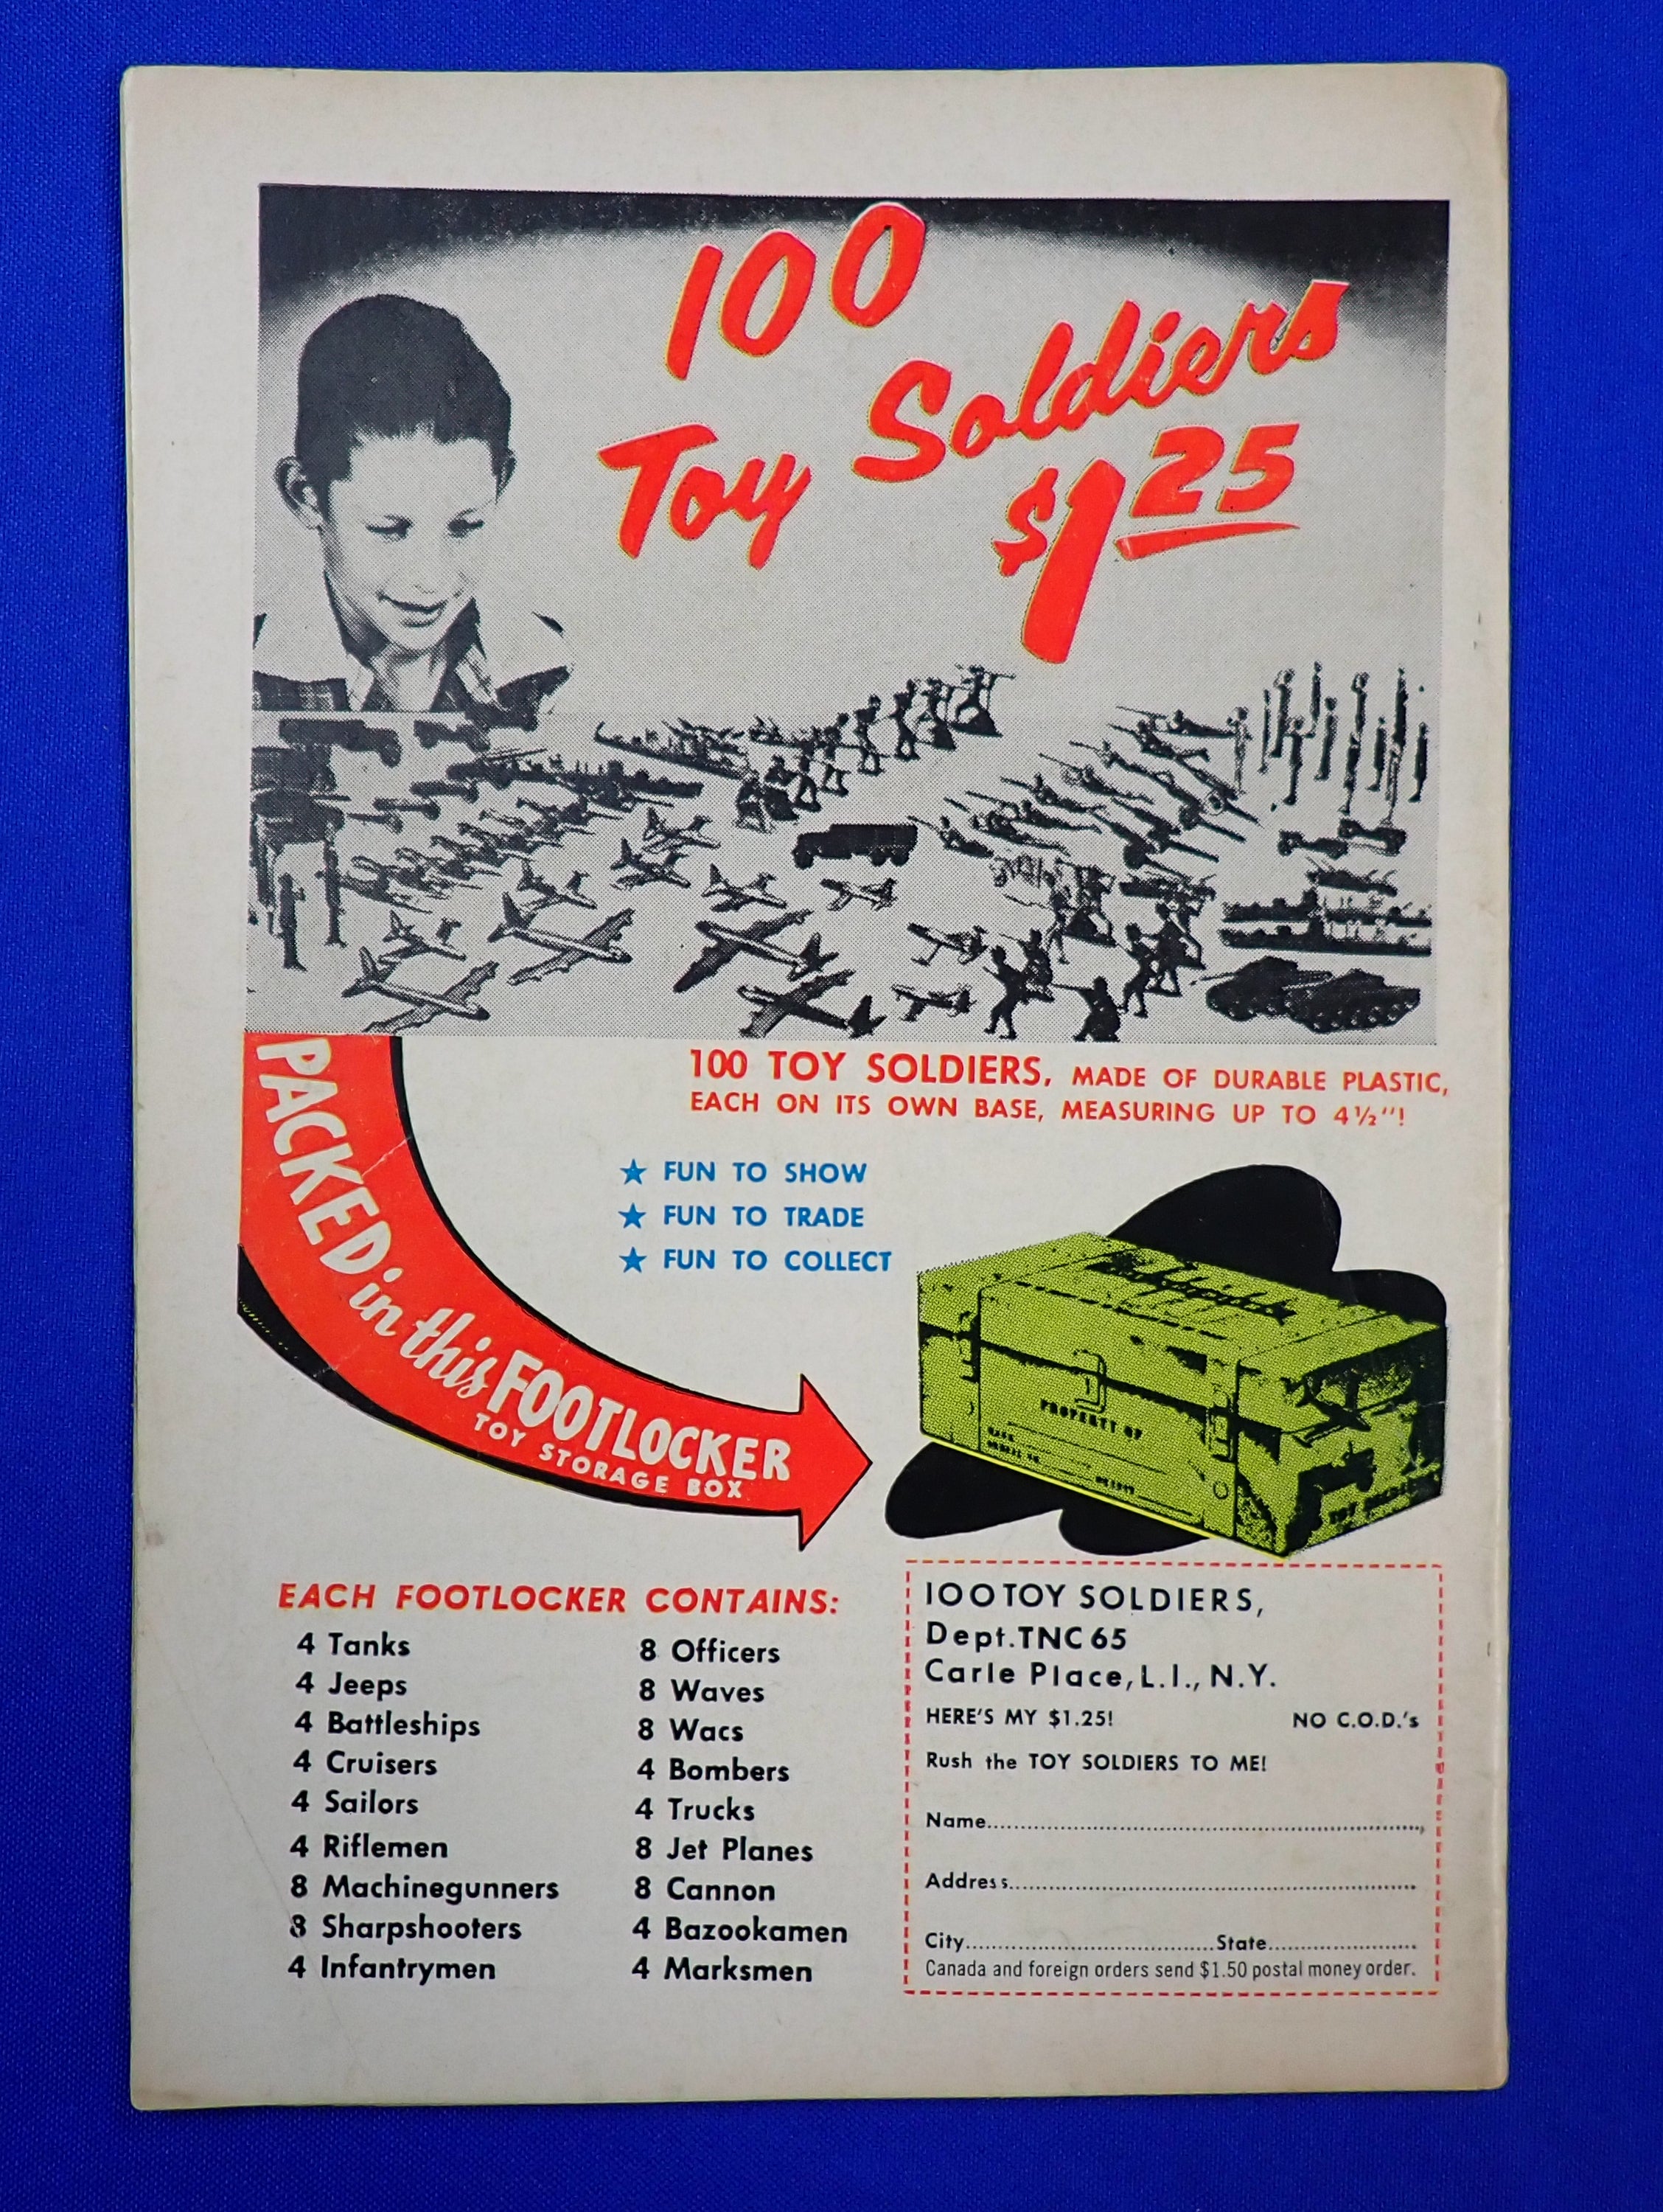 100
Toy Soldiers
$1 25
100 TOY SOLDIERS, MADE OF DURABLE PLASTIC,
EACH ON ITS OWN BASE, MEASURING UP TO 4½"!
★ FUN TO SHOW
★ FUN TO TRADE
★ FUN TO COLLECT
PACKED in this FOOTLOCKER
TOY STORAGE BOX
PROPERTY OF
EACH FOOTLOCKER CONTAINS:
4 Tanks
4 Jeeps
4 Battleships
4 Cruisers
4 Sailors
4 Riflemen
8 Machinegunners
8 Sharpshooters
4 Infantrymen
8 Officers
8 Waves
8 Wacs
4 Bombers
4 Trucks
8 Jet Planes
8 Cannon
4 Bazookamen
4 Marksmen
100 TOY SOLDIERS,
Dept. TNC 65
Carle Place, L.I., N.Y.
HERE'S MY $1.25! NO C.O.D.'s
Rush the TOY SOLDIERS TO ME!
Name
Address
City State
Canada and foreign orders send $1.50 postal money order.